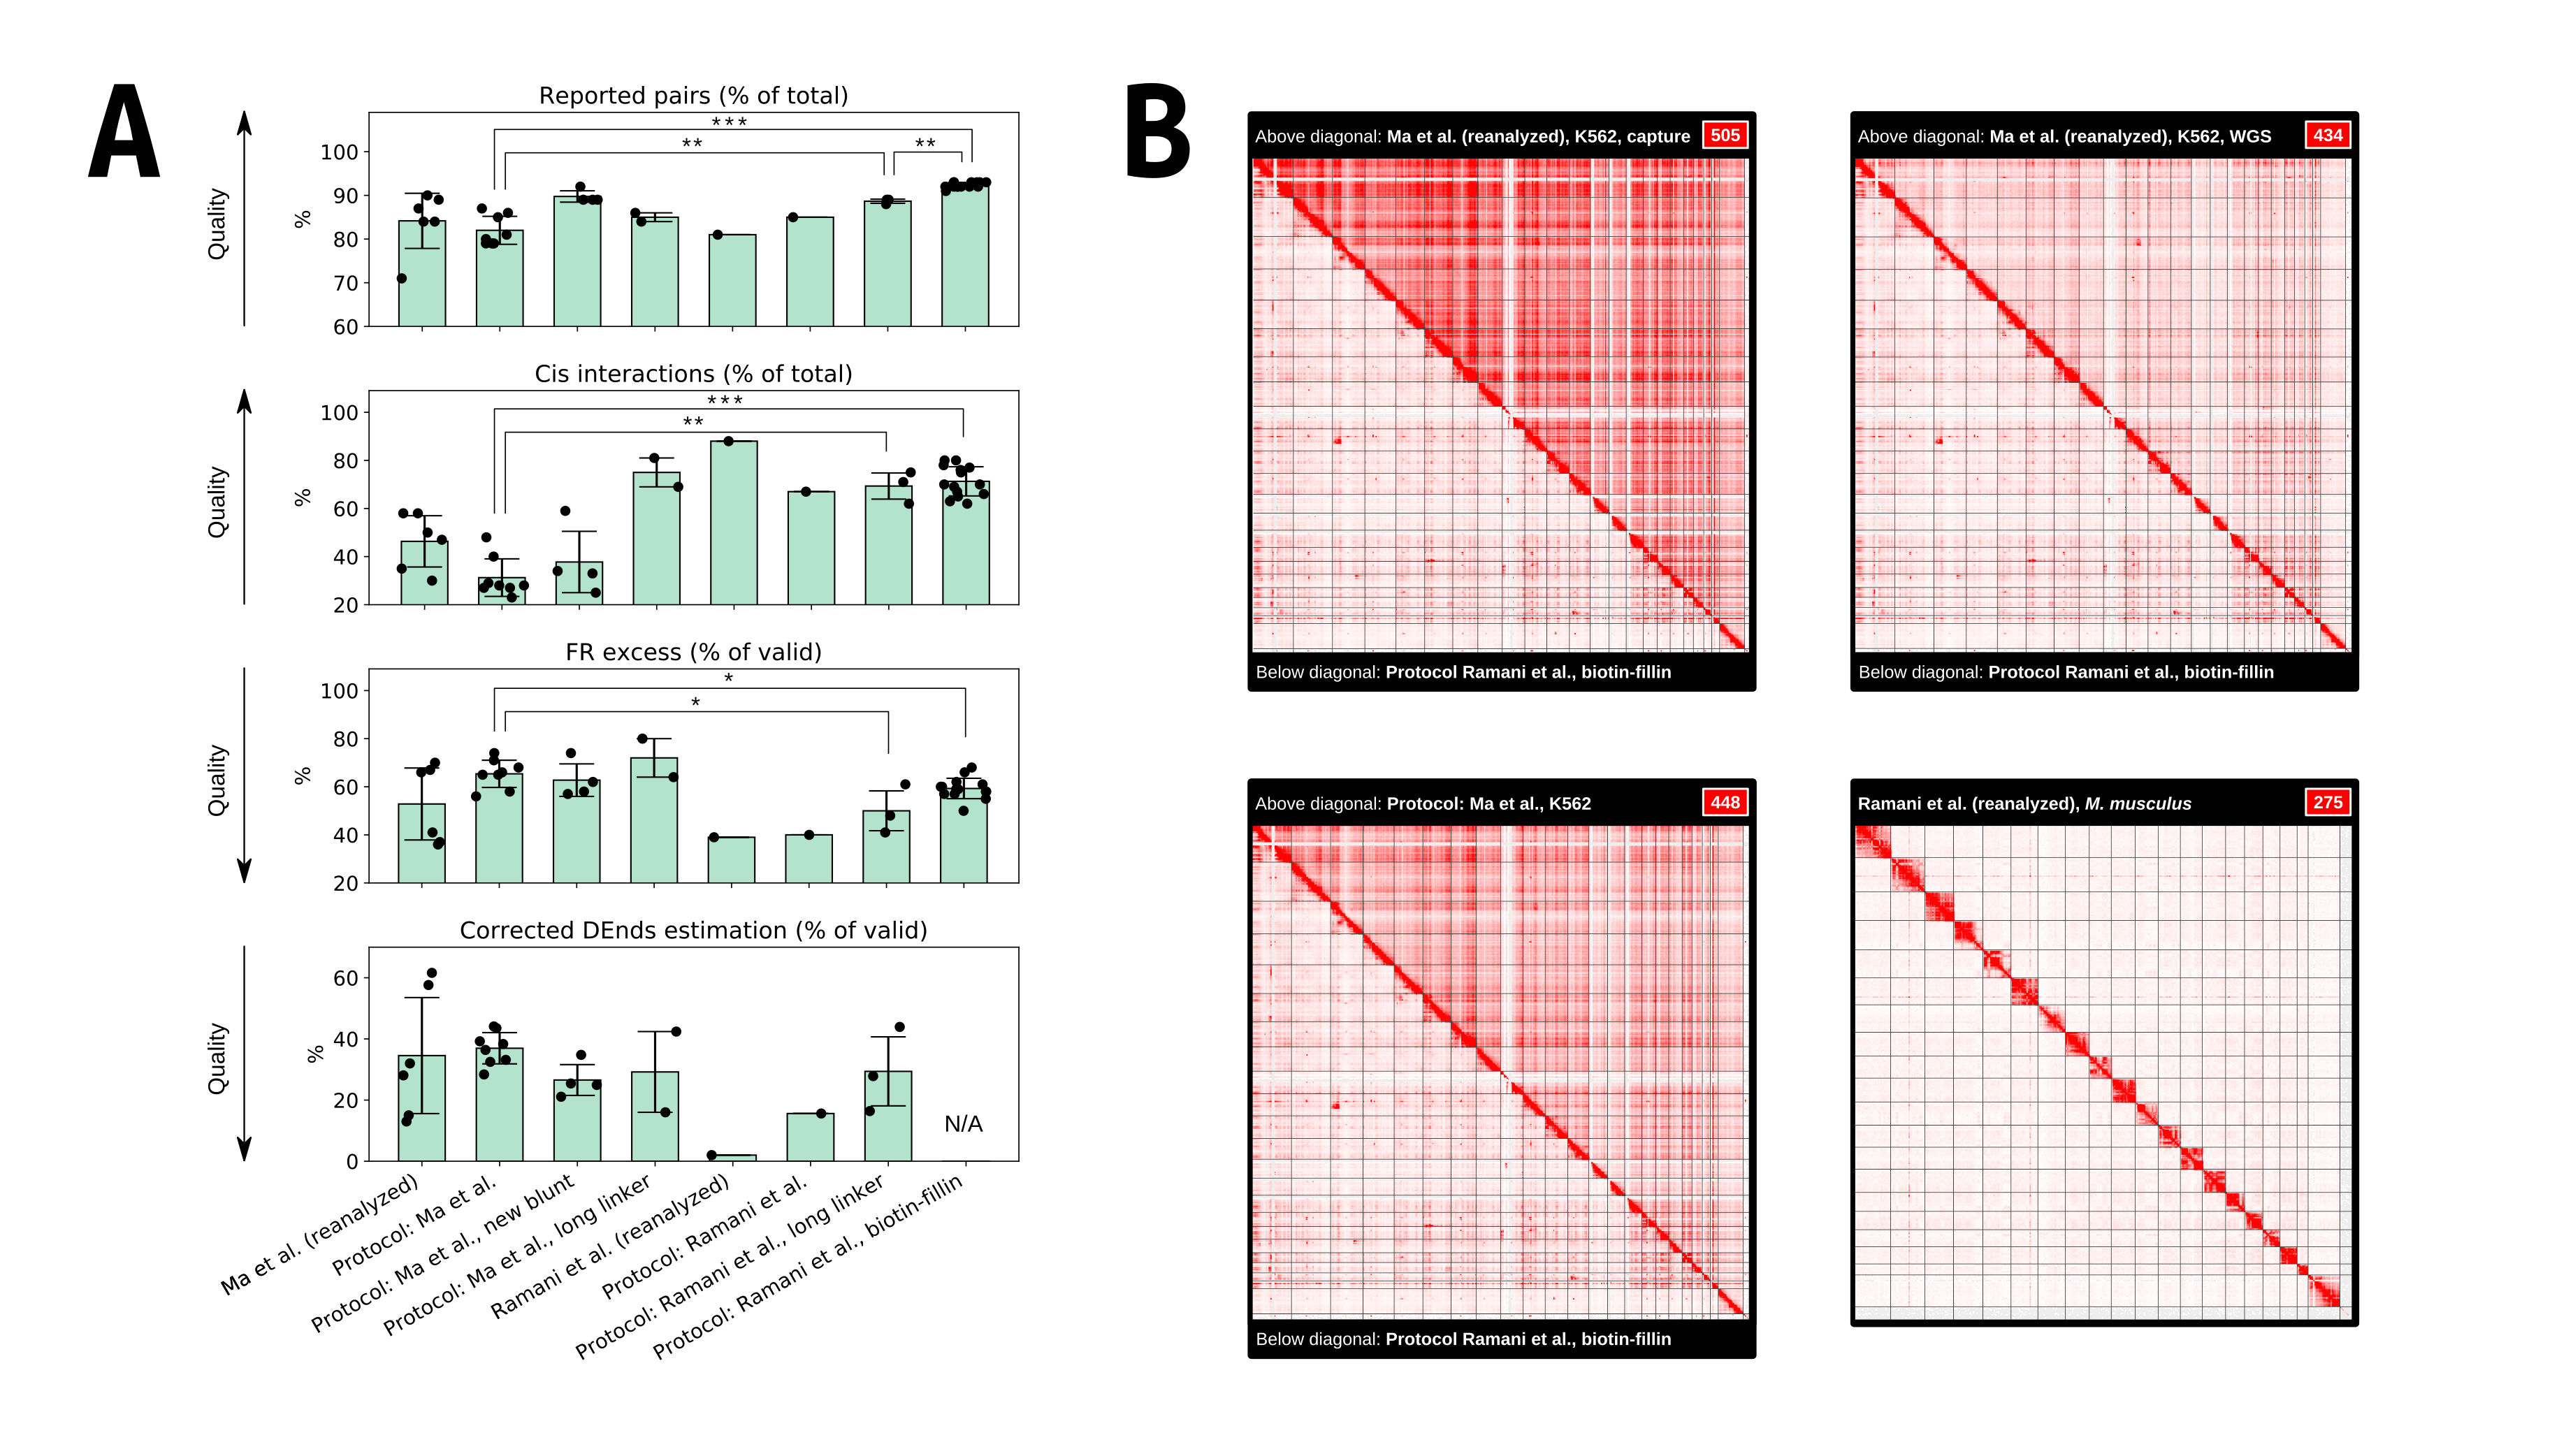 A
Reported pairs (% of total)
Quality
%
100
90
80
70
60
***
**
**
Cis interactions (% of total)
Quality
%
100
80
60
40
20
***
**
FR excess (% of valid)
Quality
%
100
80
60
40
20
*
*
Corrected DEnds estimation (% of valid)
Quality
%
60
40
20
0
N/A
Ma et al. (reanalyzed)
Protocol: Ma et al.
Protocol: Ma et al., new blunt
Protocol: Ma et al., long linker
Ramani et al. (reanalyzed)
Protocol: Ramani et al.
Protocol: Ramani et al., long linker
Protocol: Ramani et al., biotin-fillin
B
Above diagonal: Ma et al. (reanalyzed), K562, capture 505
Below diagonal: Protocol Ramani et al., biotin-fillin
Above diagonal: Ma et al. (reanalyzed), K562, WGS 434
Below diagonal: Protocol Ramani et al., biotin-fillin
Above diagonal: Protocol: Ma et al., K562 448
Below diagonal: Protocol Ramani et al., biotin-fillin
Ramani et al. (reanalyzed), M. musculus 275